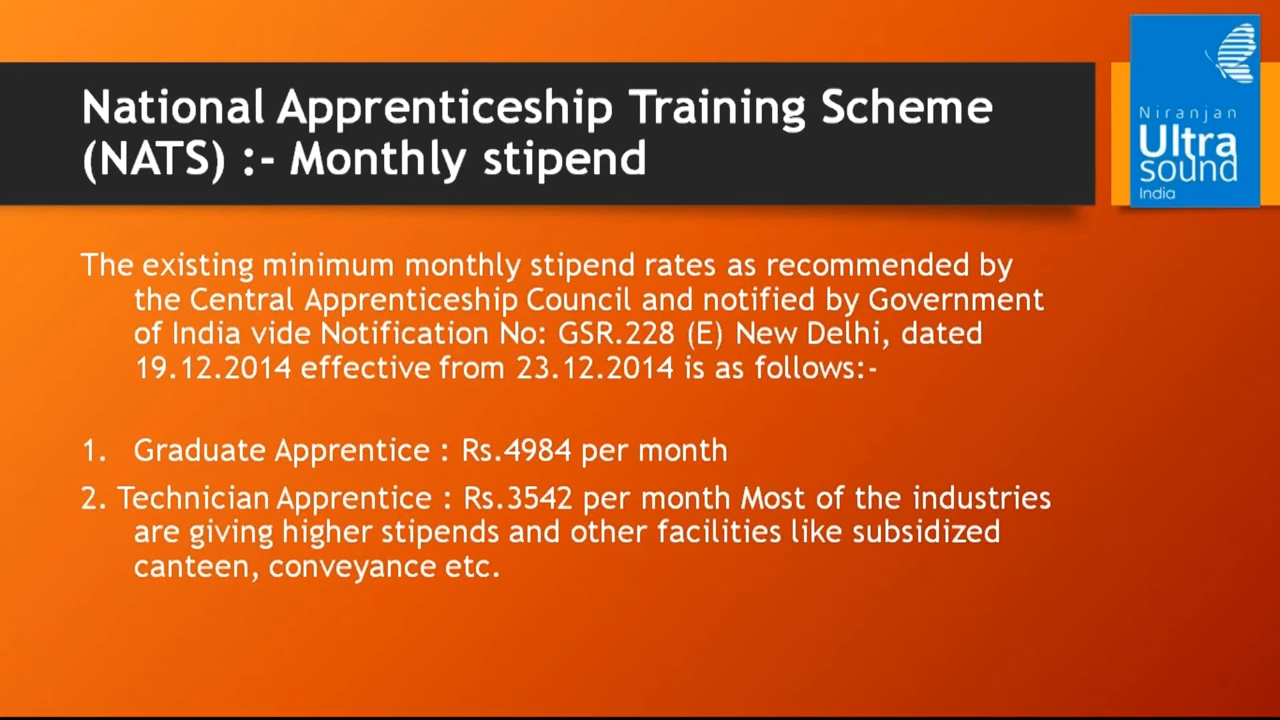 National Apprenticeship Training Scheme
(NATS) :- Monthly stipend
Niranjan
Ultra
sound
India
The existing minimum monthly stipend rates as recommended by
the Central Apprenticeship Council and notified by Government
of India vide Notification No: GSR.228 (E) New Delhi, dated
19.12.2014 effective from 23.12.2014 is as follows:-
1. Graduate Apprentice : Rs.4984 per month
2. Technician Apprentice : Rs.3542 per month Most of the industries
are giving higher stipends and other facilities like subsidized
canteen, conveyance etc.